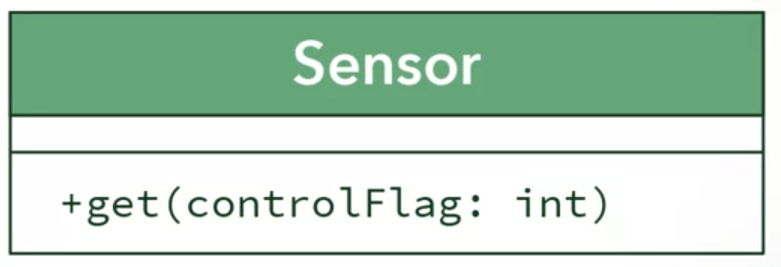 Sensor
+get(controlFlag: int)